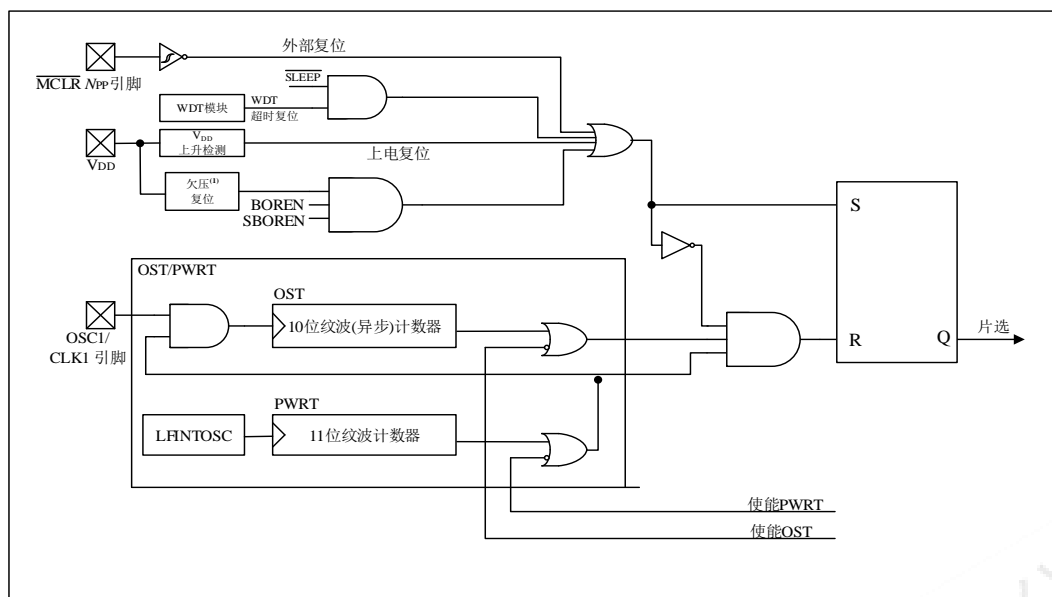 外部复位
MCLR NPP引脚
SLEEP
WDT
超时复位
WDT模块
VDD
VDD
上升检测
上电复位
欠压(1)
复位
BOREN
SBOREN
S
OST/PWRT
OST
OSC1/
CLK1 引脚
10位纹波(异步)计数器
R
Q
片选
PWRT
LFINTOSC
11位纹波计数器
使能PWRT
使能OST